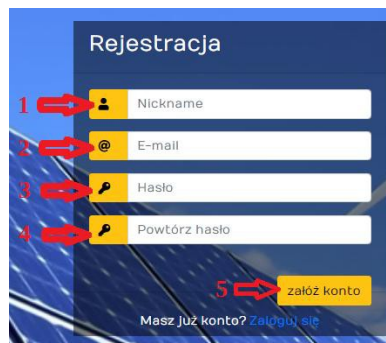 Rejestracja
1 Nickname
2 @ E-mail
3 Hasło
4 Powtórz hasło
5 załóż konto
Masz już konto? Zaloguj się